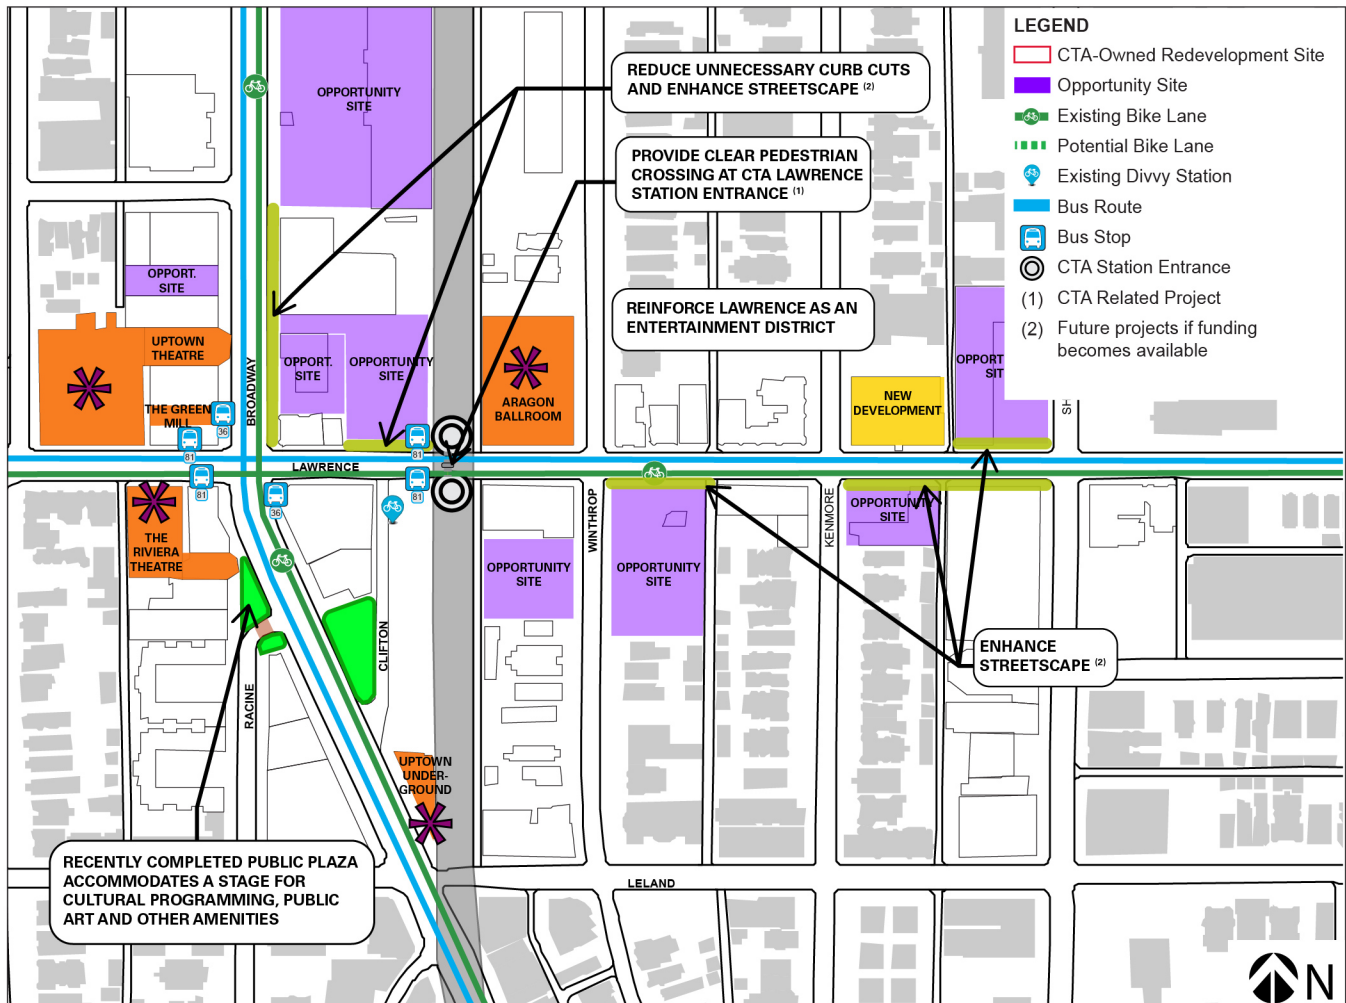 LEGEND
CTA-Owned Redevelopment Site
Opportunity Site
Existing Bike Lane
Potential Bike Lane
Existing Divvy Station
Bus Route
Bus Stop
CTA Station Entrance
(1) CTA Related Project
(2) Future projects if funding
becomes available
REDUCE UNNECESSARY CURB CUTS
AND ENHANCE STREETSCAPE (2)
PROVIDE CLEAR PEDESTRIAN
CROSSING AT CTA LAWRENCE
STATION ENTRANCE (1)
REINFORCE LAWRENCE AS AN
ENTERTAINMENT DISTRICT
OPPORTUNITY
SITE
OPPORT.
SITE
UPTOWN
THEATRE
THE GREEN
MILL
36
81
BROADWAY
OPPORT.
SITE
OPPORTUNITY
SITE
81
ARAGON
BALLROOM
NEW
DEVELOPMENT
OPPORT
SIT
SH
LAWRENCE
81
36
81
THE
RIVIERA
THEATRE
OPPORTUNITY
SITE
WINTHROP
OPPORTUNITY
SITE
KENMORE
OPPORTUNITY
SITE
CLIFTON
RACINE
ENHANCE
STREETSCAPE (2)
UPTOWN
UNDER-
GROUND
RECENTLY COMPLETED PUBLIC PLAZA
ACCOMMODATES A STAGE FOR
CULTURAL PROGRAMMING, PUBLIC
ART AND OTHER AMENITIES
LELAND
N